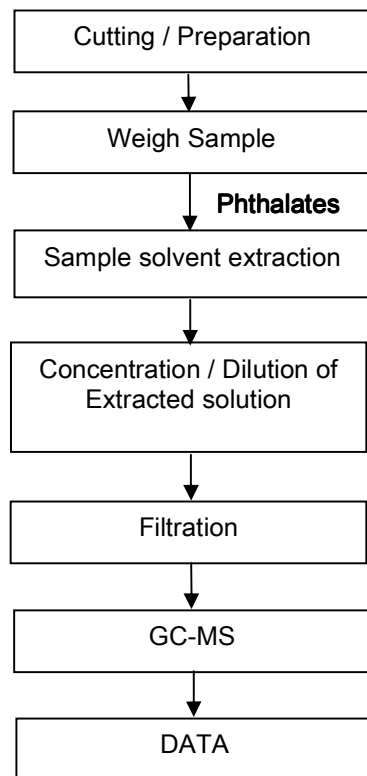 Cutting / Preparation
Weigh Sample
Phthalates
Sample solvent extraction
Concentration / Dilution of
Extracted solution
Filtration
GC-MS
DATA